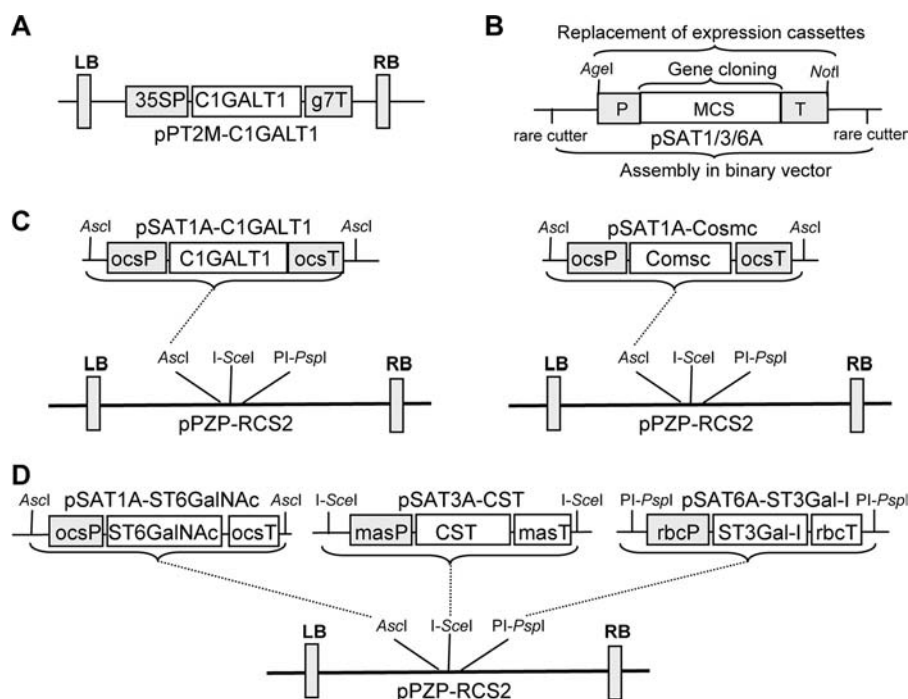 A
LB
RB
35SP C1GALT1 g7T
pPT2M-C1GALT1
B
Replacement of expression cassettes
AgeI Gene cloning NotI
P MCS T
rare cutter pSAT1/3/6A rare cutter
Assembly in binary vector
C
AscI pSAT1A-C1GALT1 AscI
ocsP C1GALT1 ocsT
AscI pSAT1A-Cosmc AscI
ocsP Comsc ocsT
LB AscI I-SceI PI-PspI RB
pPZP-RCS2
LB AscI I-SceI PI-PspI RB
pPZP-RCS2
D
AscI pSAT1A-ST6GalNAc AscI
ocsP ST6GalNAc ocsT
I-SceI pSAT3A-CST I-SceI
masP CST masT
PI-PspI pSAT6A-ST3Gal-I PI-PspI
rbcP ST3Gal-I rbcT
LB AscI I-SceI PI-PspI RB
pPZP-RCS2